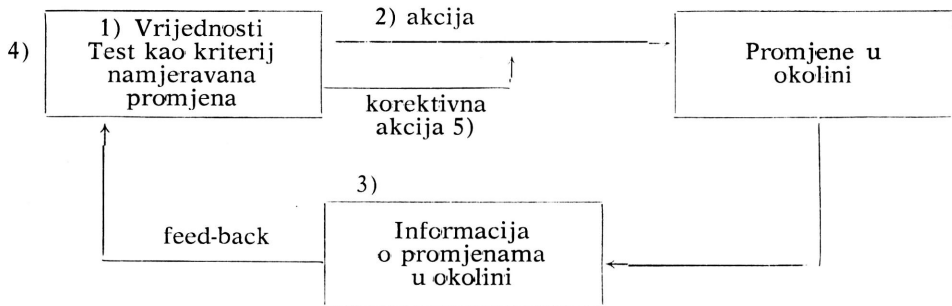 1) Vrijednosti
4) Test kao kriterij
namjeravana
promjena
2) akcija
korektivna
akcija 5)
Promjene u
okolini
3)
Informacija
o promjenama
u okolini
feed-back